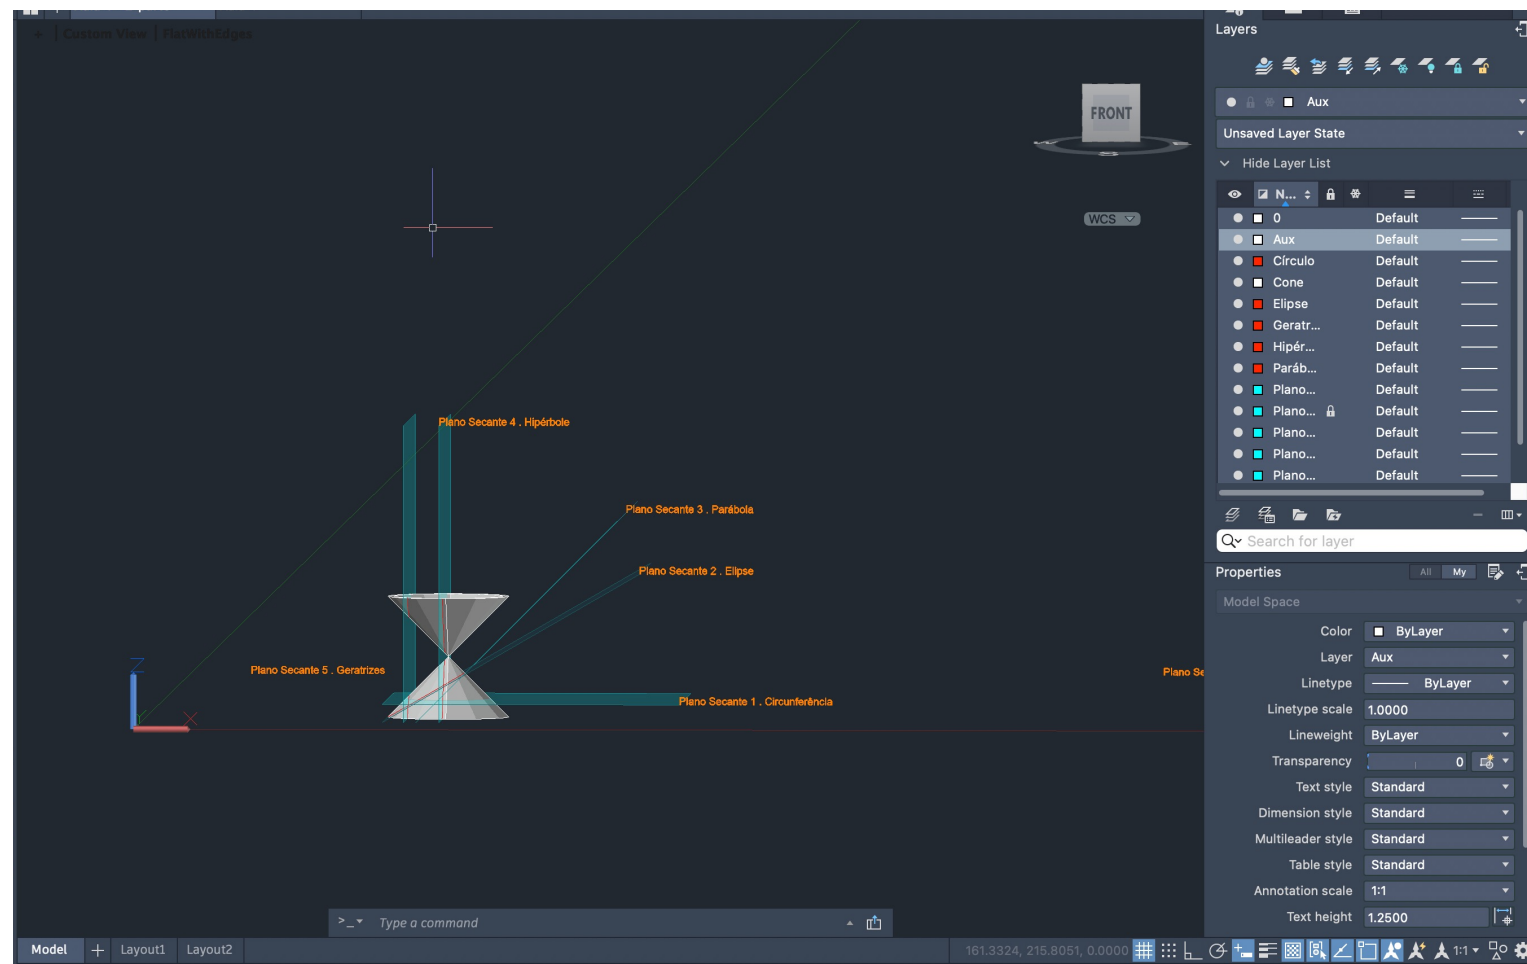 + | Custom View | FlatWithEdges
FRONT
WCS
Plano Secante 4 . Hipérbole
Plano Secante 3 . Parábola
Plano Secante 2 . Elipse
Plano Secante 5 . Geratrizes
Plano Se
Plano Secante 1 . Circunferência
Z
Y
X
>_ Type a command
Model + Layout1 Layout2
161.3324, 215.8051, 0.0000
1:1
Layers
Aux
Unsaved Layer State
Hide Layer List
N...
0 Default
Aux Default
Círculo Default
Cone Default
Elipse Default
Geratr... Default
Hipér... Default
Paráb... Default
Plano... Default
Plano... Default
Plano... Default
Plano... Default
Plano... Default
Search for layer
Properties All My
Model Space
Color ByLayer
Layer Aux
Linetype ByLayer
Linetype scale 1.0000
Lineweight ByLayer
Transparency 0
Text style Standard
Dimension style Standard
Multileader style Standard
Table style Standard
Annotation scale 1:1
Text height 1.2500